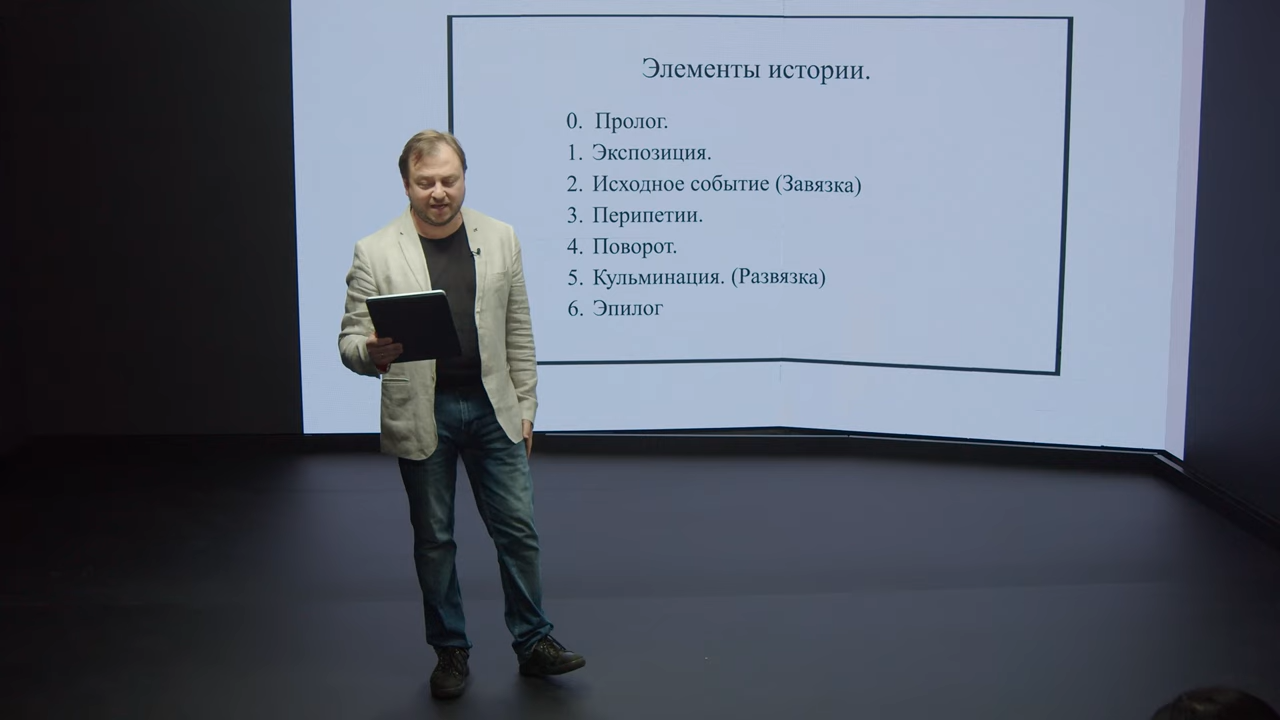 Элементы истории.
0. Пролог.
1. Экспозиция.
2. Исходное событие (Завязка)
3. Перипетии.
4. Поворот.
5. Кульминация. (Развязка)
6. Эпилог